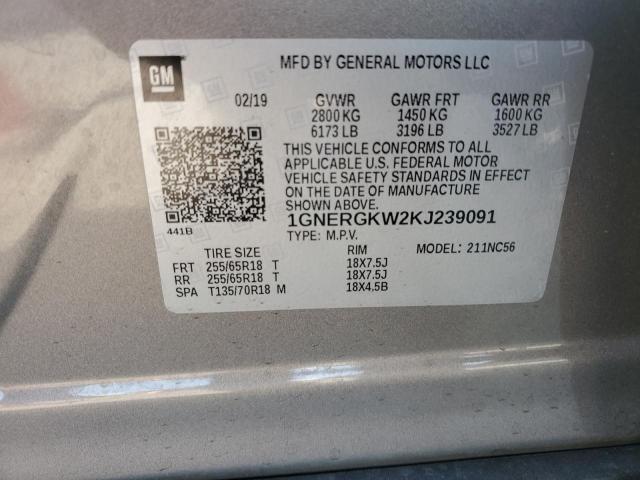 GM
MFD BY GENERAL MOTORS LLC
02/19 GVWR GAWR FRT GAWR RR
2800 KG 1450 KG 1600 KG
6173 LB 3196 LB 3527 LB
THIS VEHICLE CONFORMS TO ALL
APPLICABLE U.S. FEDERAL MOTOR
VEHICLE SAFETY STANDARDS IN EFFECT
ON THE DATE OF MANUFACTURE
SHOWN ABOVE.
1GNERGKW2KJ239091
441B
TYPE: M.P.V. MODEL: 211NC56
TIRE SIZE RIM
FRT 255/65R18 T 18X7.5J
RR 255/65R18 T 18X7.5J
SPA T135/70R18 M 18X4.5B